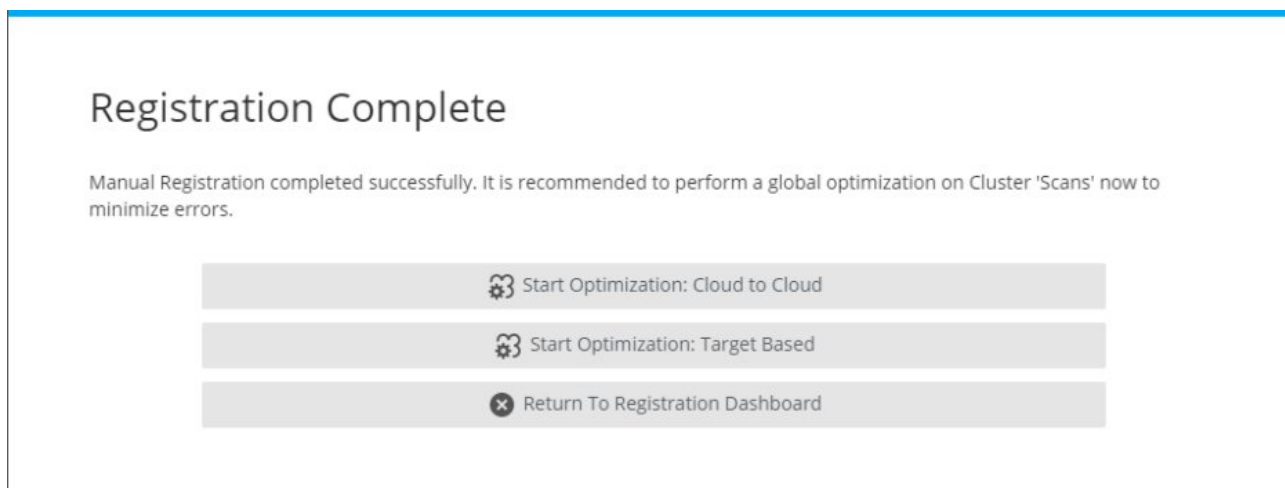 Registration Complete
Manual Registration completed successfully. It is recommended to perform a global optimization on Cluster 'Scans' now to
minimize errors.
Start Optimization: Cloud to Cloud
Start Optimization: Target Based
Return To Registration Dashboard